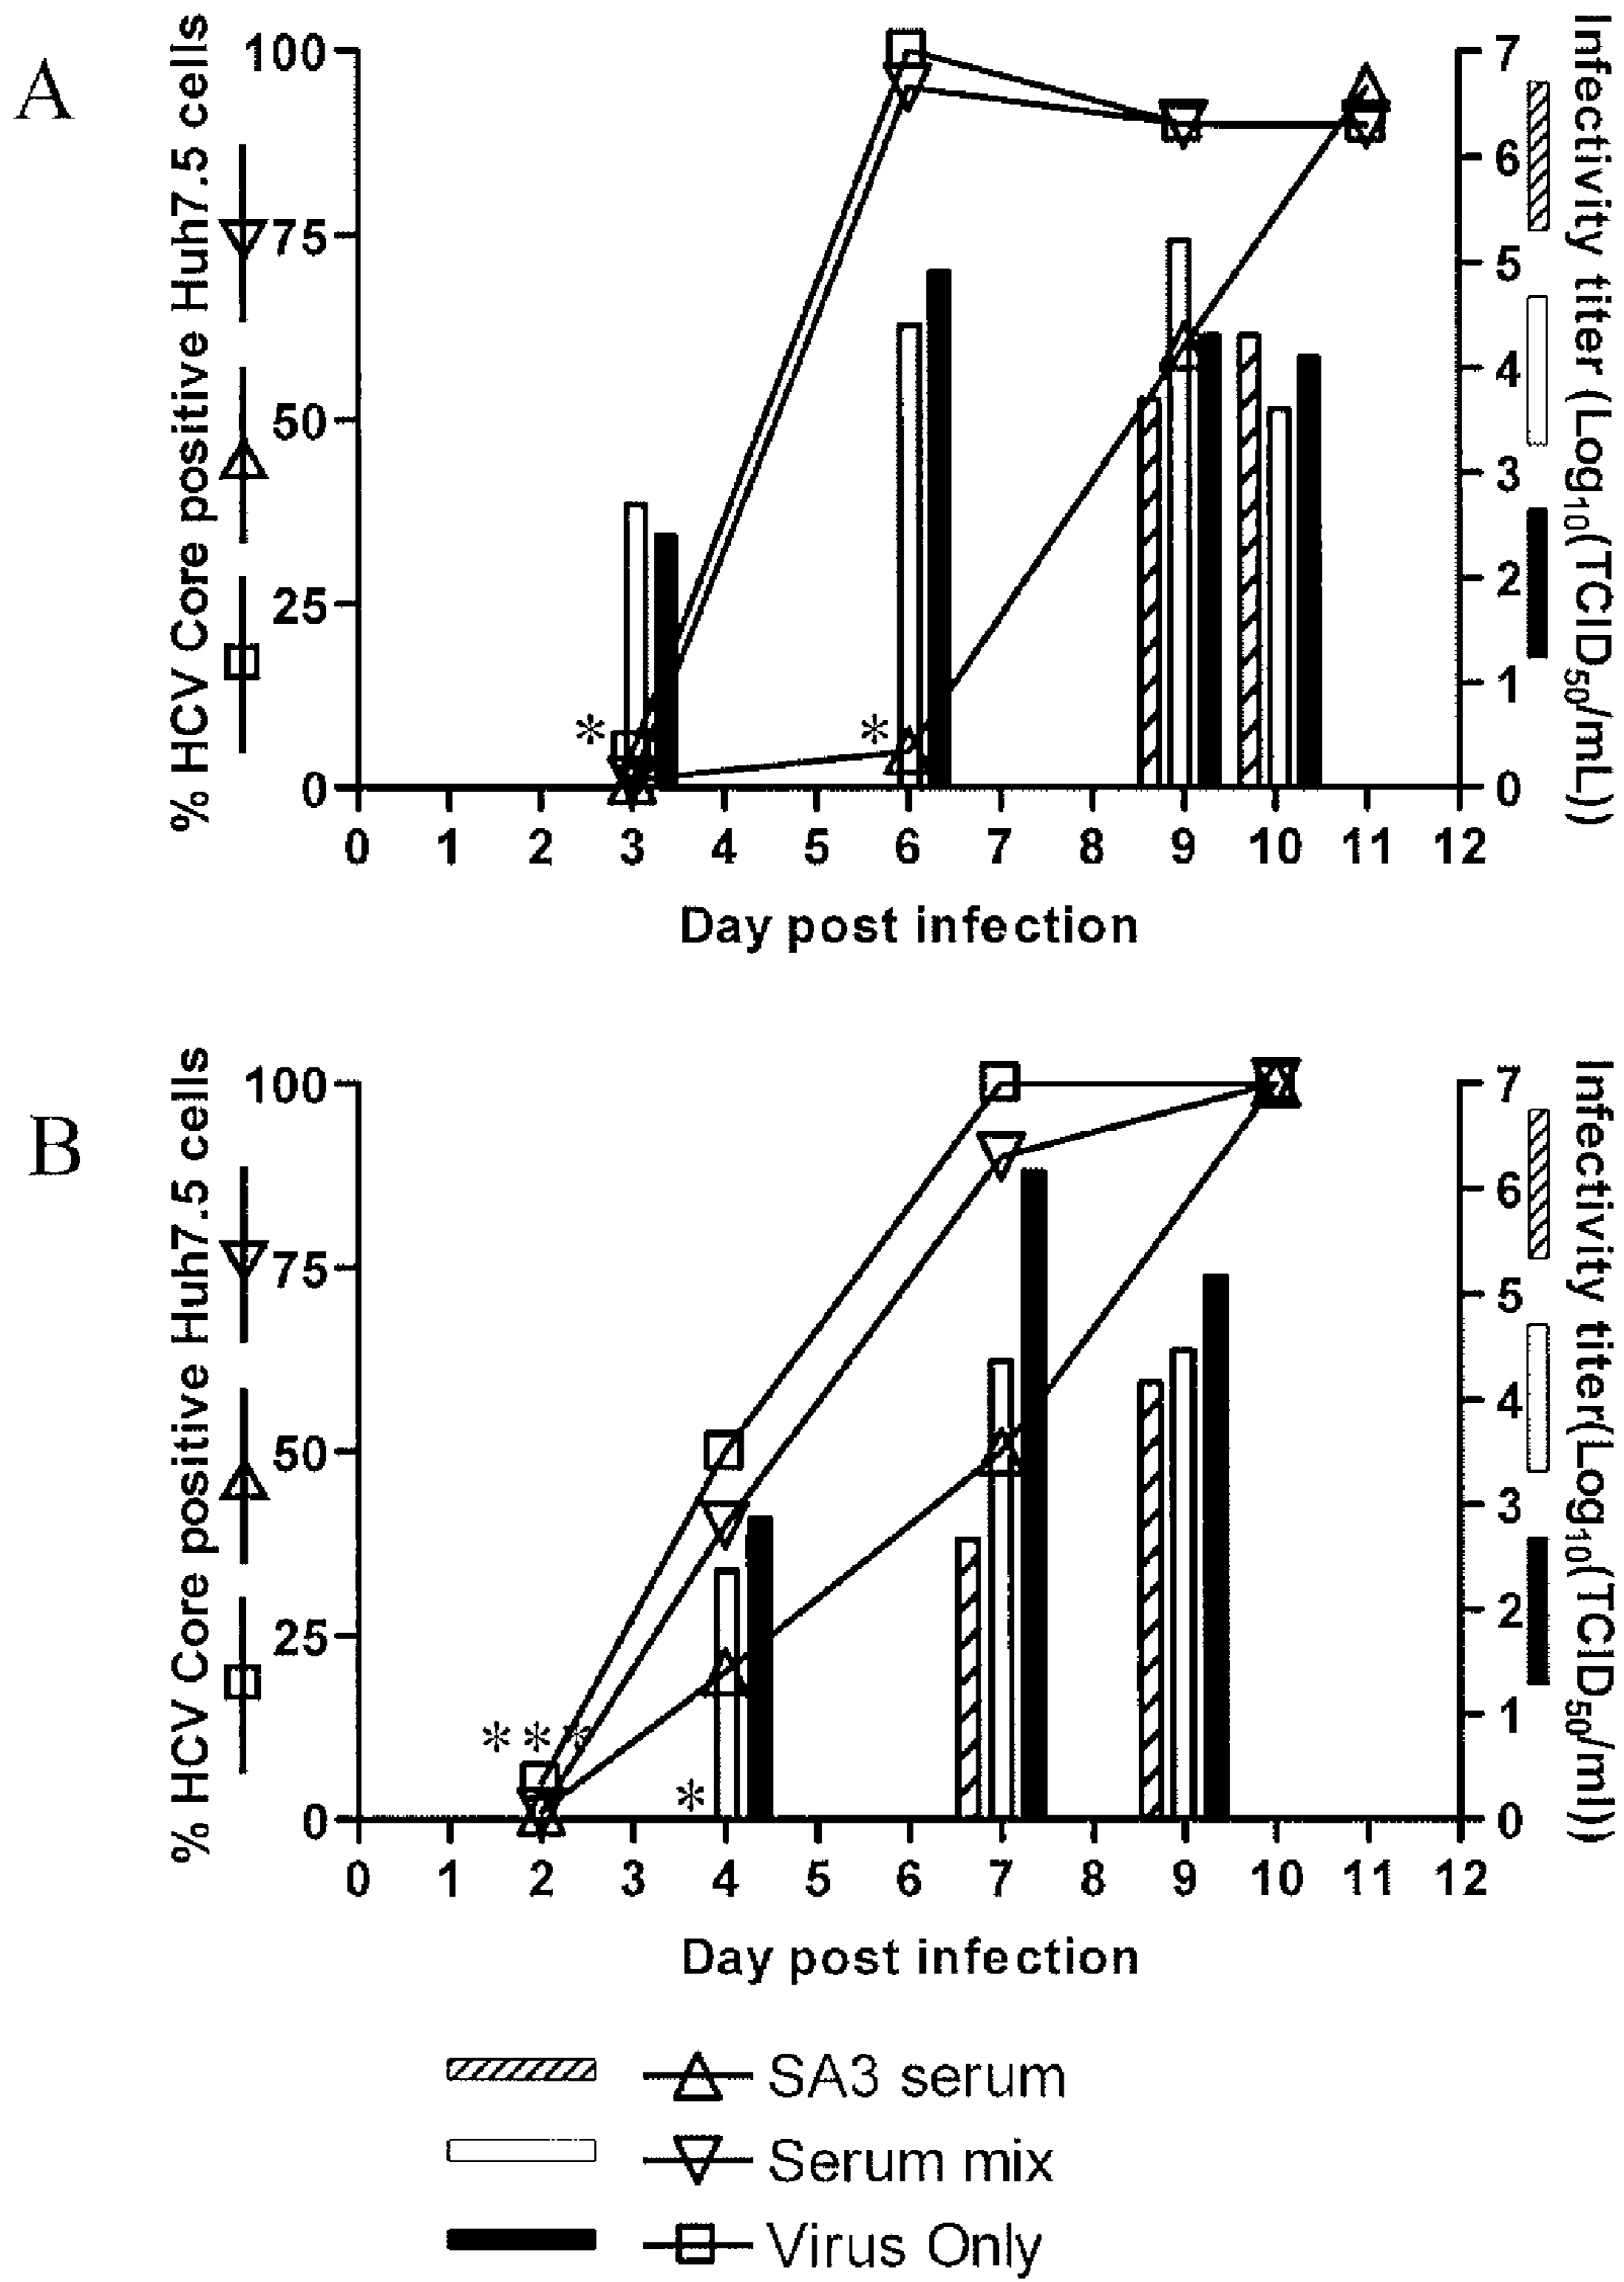 A
% HCV Core positive Huh7.5 cells
100
75
50
25
0
7
6
5
4
3
2
1
0
Infectivity titer (Log10(TCID50/mL))
*
*
0 1 2 3 4 5 6 7 8 9 10 11 12
Day post infection
B
% HCV Core positive Huh7.5 cells
100
75
50
25
0
7
6
5
4
3
2
1
0
Infectivity titer(Log10(TCID50/ml))
* * *
*
0 1 2 3 4 5 6 7 8 9 10 11 12
Day post infection
SA3 serum
Serum mix
Virus Only